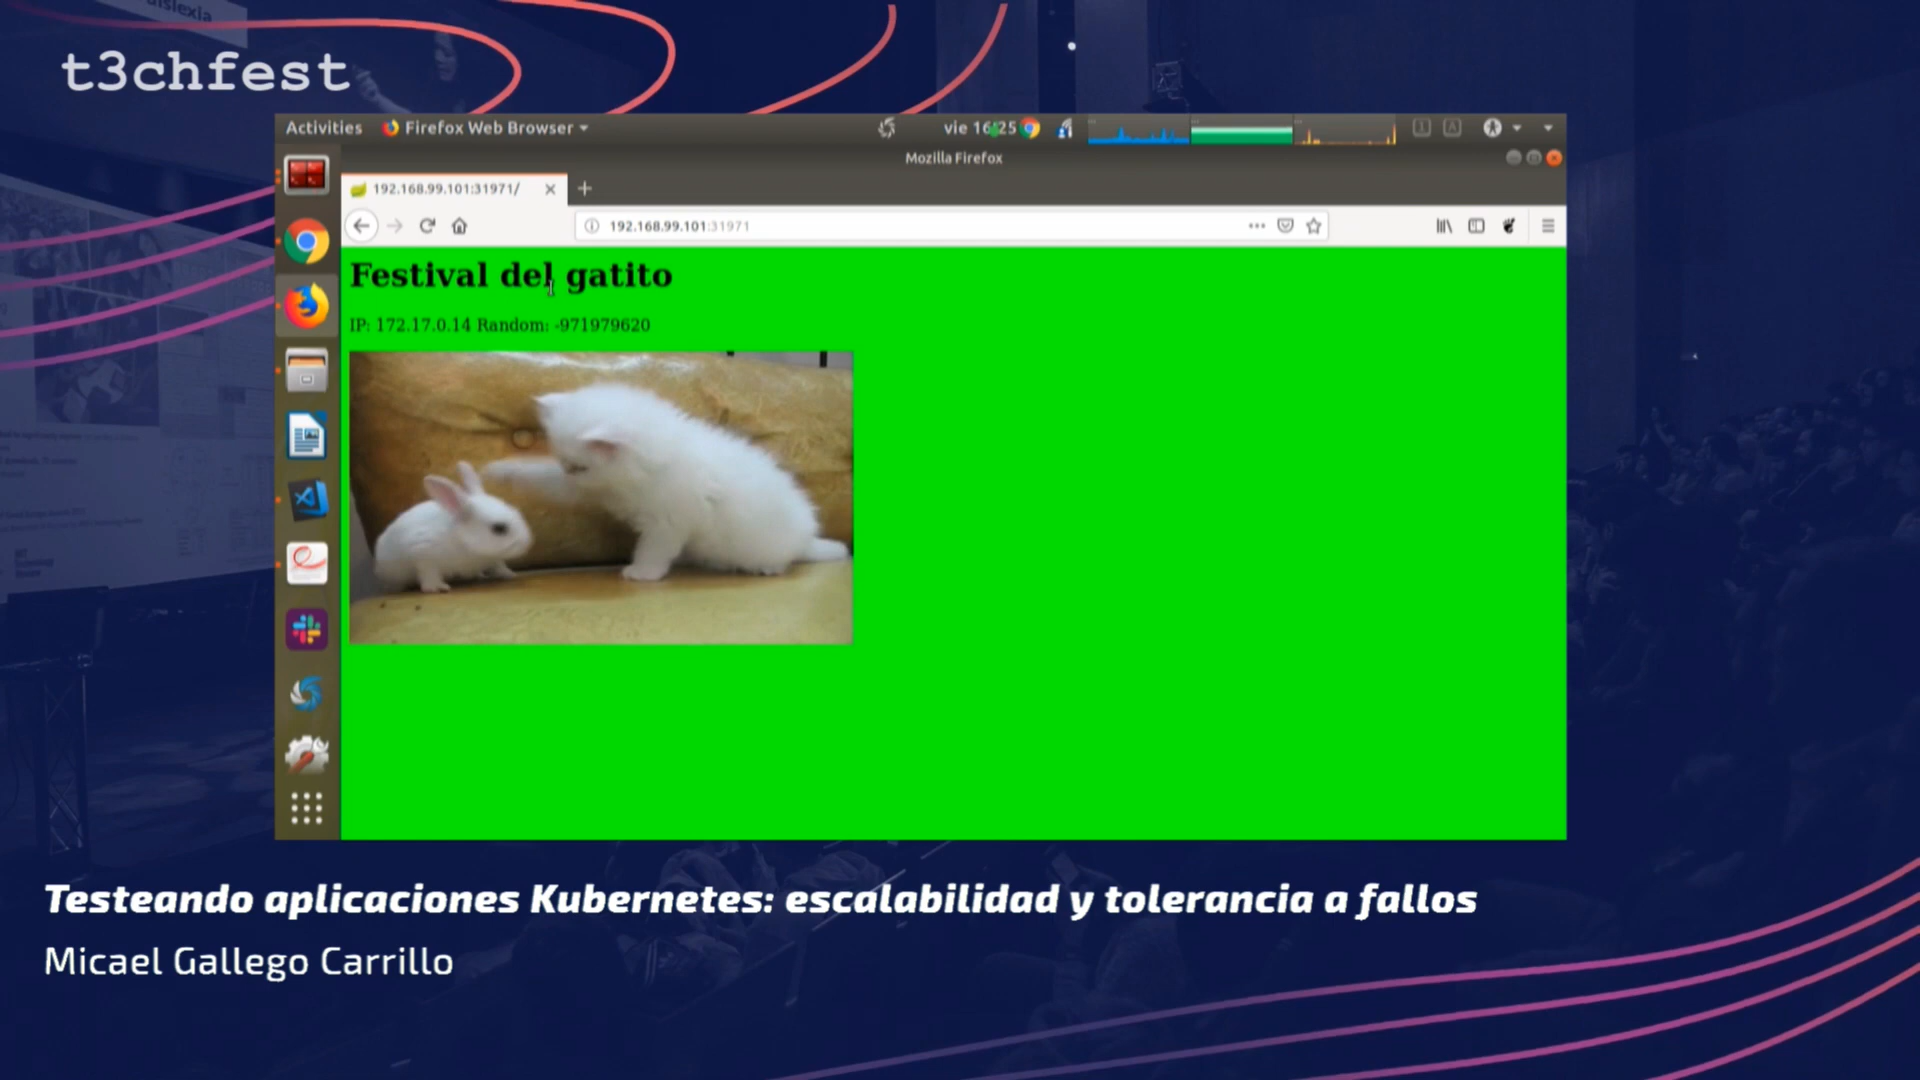 t3chfest
Activities
Firefox Web Browser
vie 16:25
Mozilla Firefox
192.168.99.101:31971/
192.168.99.101:31971
Festival del gatito
IP: 172.17.0.14 Random: -971979620
Testeando aplicaciones Kubernetes: escalabilidad y tolerancia a fallos
Micael Gallego Carrillo